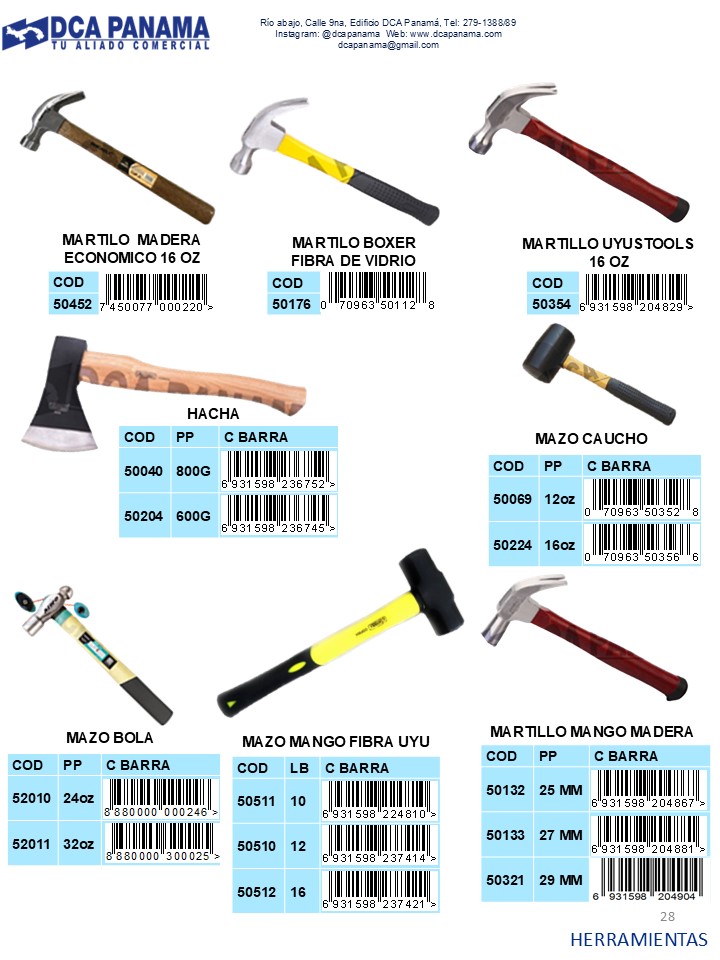 DCA PANAMA
TU ALIADO COMERCIAL
Río abajo, Calle 9na, Edificio DCA Panamá, Tel: 279-1388/89
Instagram: @dcapanama Web: www.dcapanama.com
dcapanama@gmail.com
MARTILO MADERA
ECONOMICO 16 OZ
COD
50452
7 450077 000220 >
MARTILO BOXER
FIBRA DE VIDRIO
COD
50176
0 70963 50112 8
MARTILLO UYUSTOOLS
16 OZ
COD
50354
6 931598 204829 >
HACHA
COD PP C BARRA
50040 800G
6 931598 236752 >
50204 600G
6 931598 236745 >
MAZO CAUCHO
COD PP C BARRA
50069 12oz
0 70963 50352 8
50224 16oz
0 70963 50356 6
MAZO BOLA
COD PP C BARRA
52010 24oz
8 880000 000246 >
52011 32oz
8 880000 300025 >
MAZO MANGO FIBRA UYU
COD LB C BARRA
50511 10
6 931598 224810 >
50510 12
6 931598 237414 >
50512 16
6 931598 237421 >
MARTILLO MANGO MADERA
COD PP C BARRA
50132 25 MM
6 931598 204867 >
50133 27 MM
6 931598 204881 >
50321 29 MM
6 931598 204904
28
HERRAMIENTAS